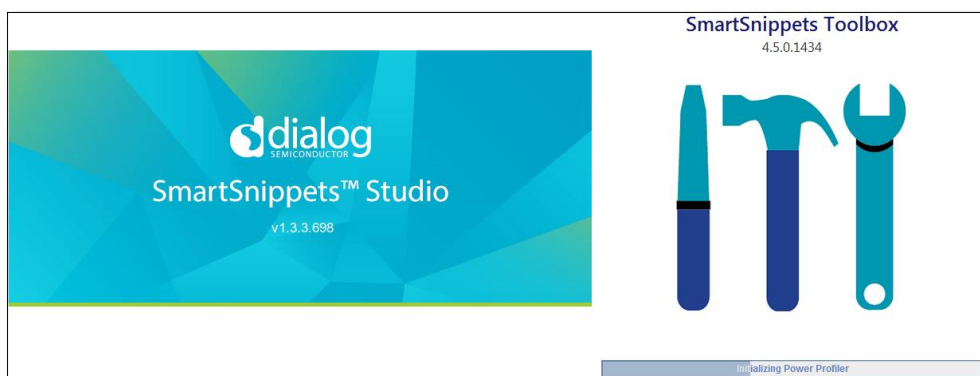 dialog
SEMICONDUCTOR
SmartSnippets™ Studio
v1.3.3.698
SmartSnippets Toolbox
4.5.0.1434
Initializing Power Profiler